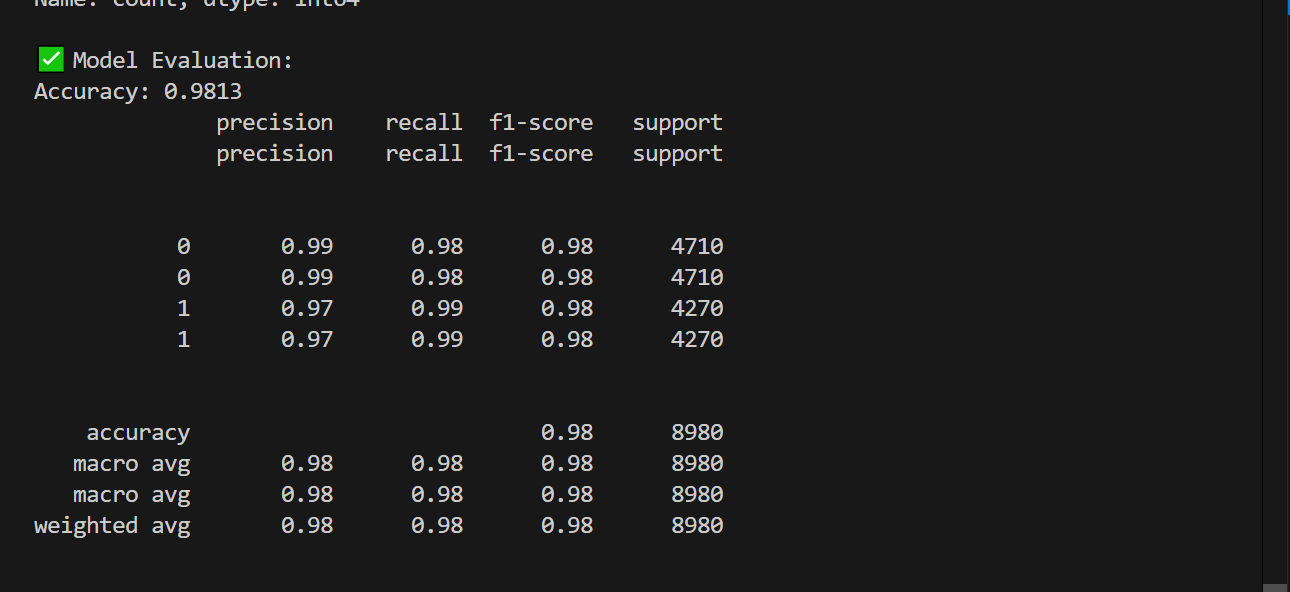 Name: count, dtype: int64
✅ Model Evaluation:
Accuracy: 0.9813
precision recall f1-score support
precision recall f1-score support
0 0.99 0.98 0.98 4710
0 0.99 0.98 0.98 4710
1 0.97 0.99 0.98 4270
1 0.97 0.99 0.98 4270
accuracy 0.98 8980
macro avg 0.98 0.98 0.98 8980
macro avg 0.98 0.98 0.98 8980
weighted avg 0.98 0.98 0.98 8980